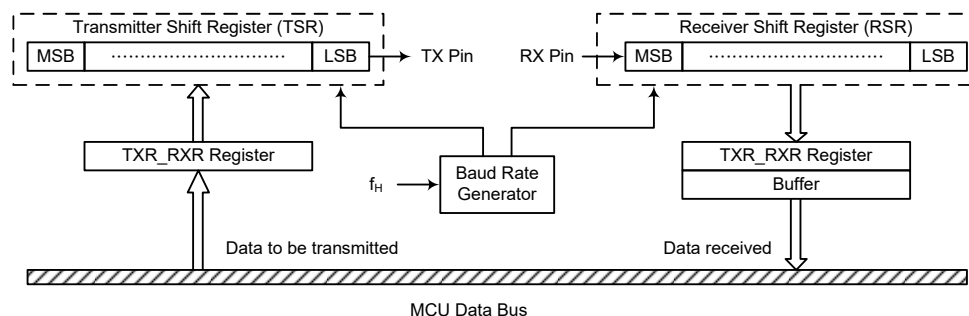 Transmitter Shift Register (TSR)
MSB ............................ LSB
TX Pin
RX Pin
Receiver Shift Register (RSR)
MSB ............................ LSB
TXR_RXR Register
fH
Baud Rate
Generator
TXR_RXR Register
Buffer
Data to be transmitted
Data received
MCU Data Bus